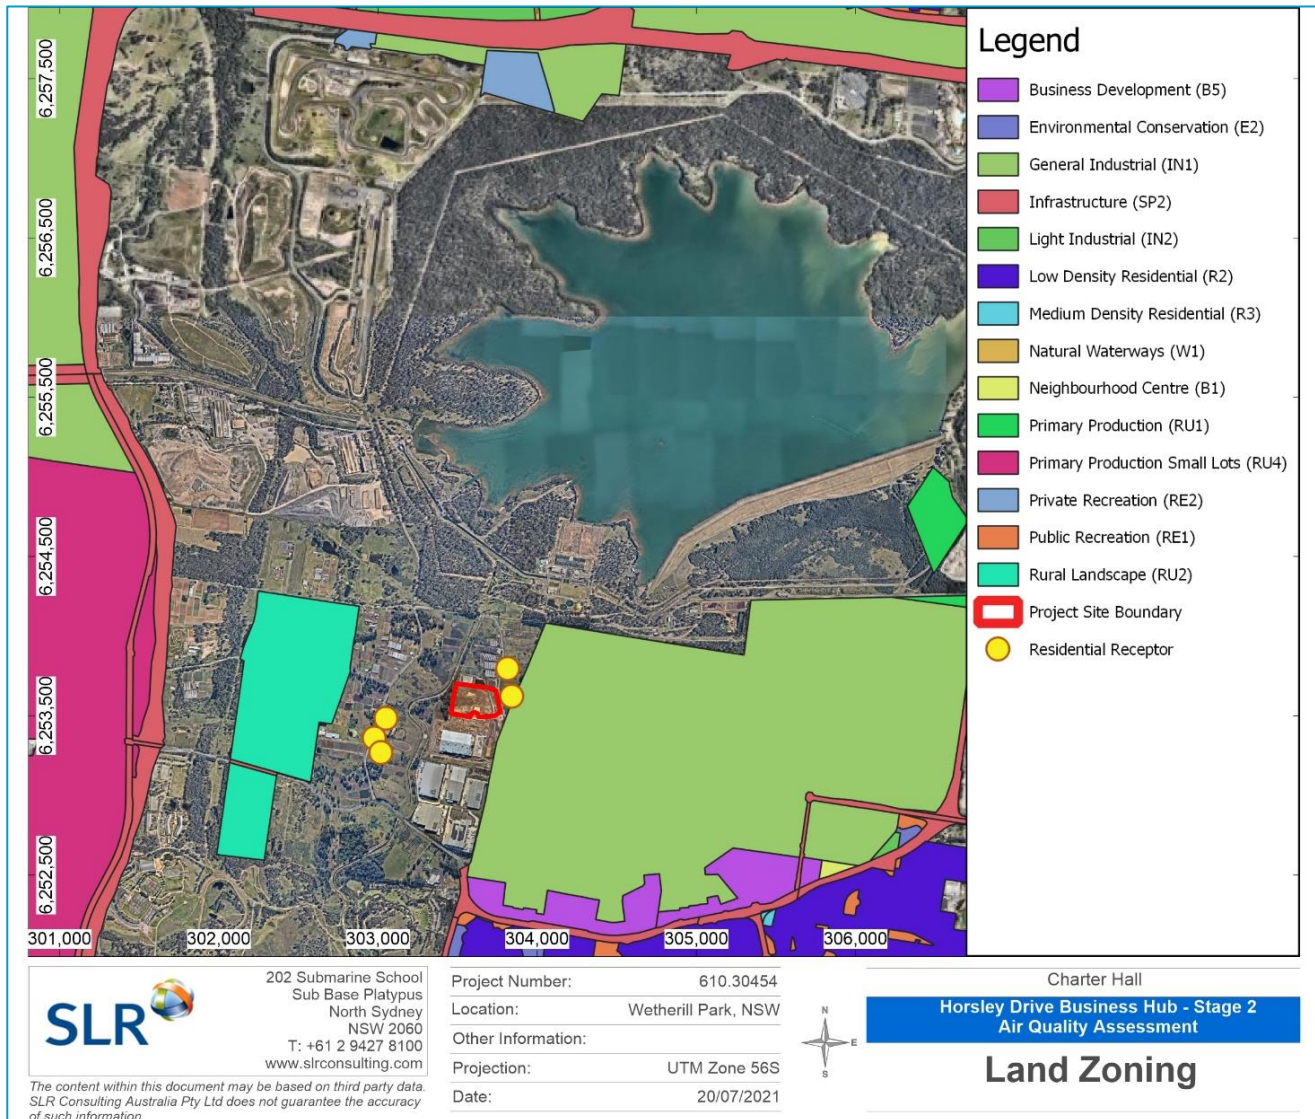 Legend
Business Development (B5)
Environmental Conservation (E2)
General Industrial (IN1)
Infrastructure (SP2)
Light Industrial (IN2)
Low Density Residential (R2)
Medium Density Residential (R3)
Natural Waterways (W1)
Neighbourhood Centre (B1)
Primary Production (RU1)
Primary Production Small Lots (RU4)
Private Recreation (RE2)
Public Recreation (RE1)
Rural Landscape (RU2)
Project Site Boundary
Residential Receptor
6,257,500
6,256,500
6,255,500
6,254,500
6,253,500
6,252,500
301,000
302,000
303,000
304,000
305,000
306,000
SLR
202 Submarine School
Sub Base Platypus
North Sydney
NSW 2060
T: +61 2 9427 8100
www.slrconsulting.com
The content within this document may be based on third party data.
SLR Consulting Australia Pty Ltd does not guarantee the accuracy
of such information.
Project Number: 610.30454
Location: Wetherill Park, NSW
Other Information:
Projection: UTM Zone 56S
Date: 20/07/2021
N
E
S
Charter Hall
Horsley Drive Business Hub - Stage 2
Air Quality Assessment
Land Zoning